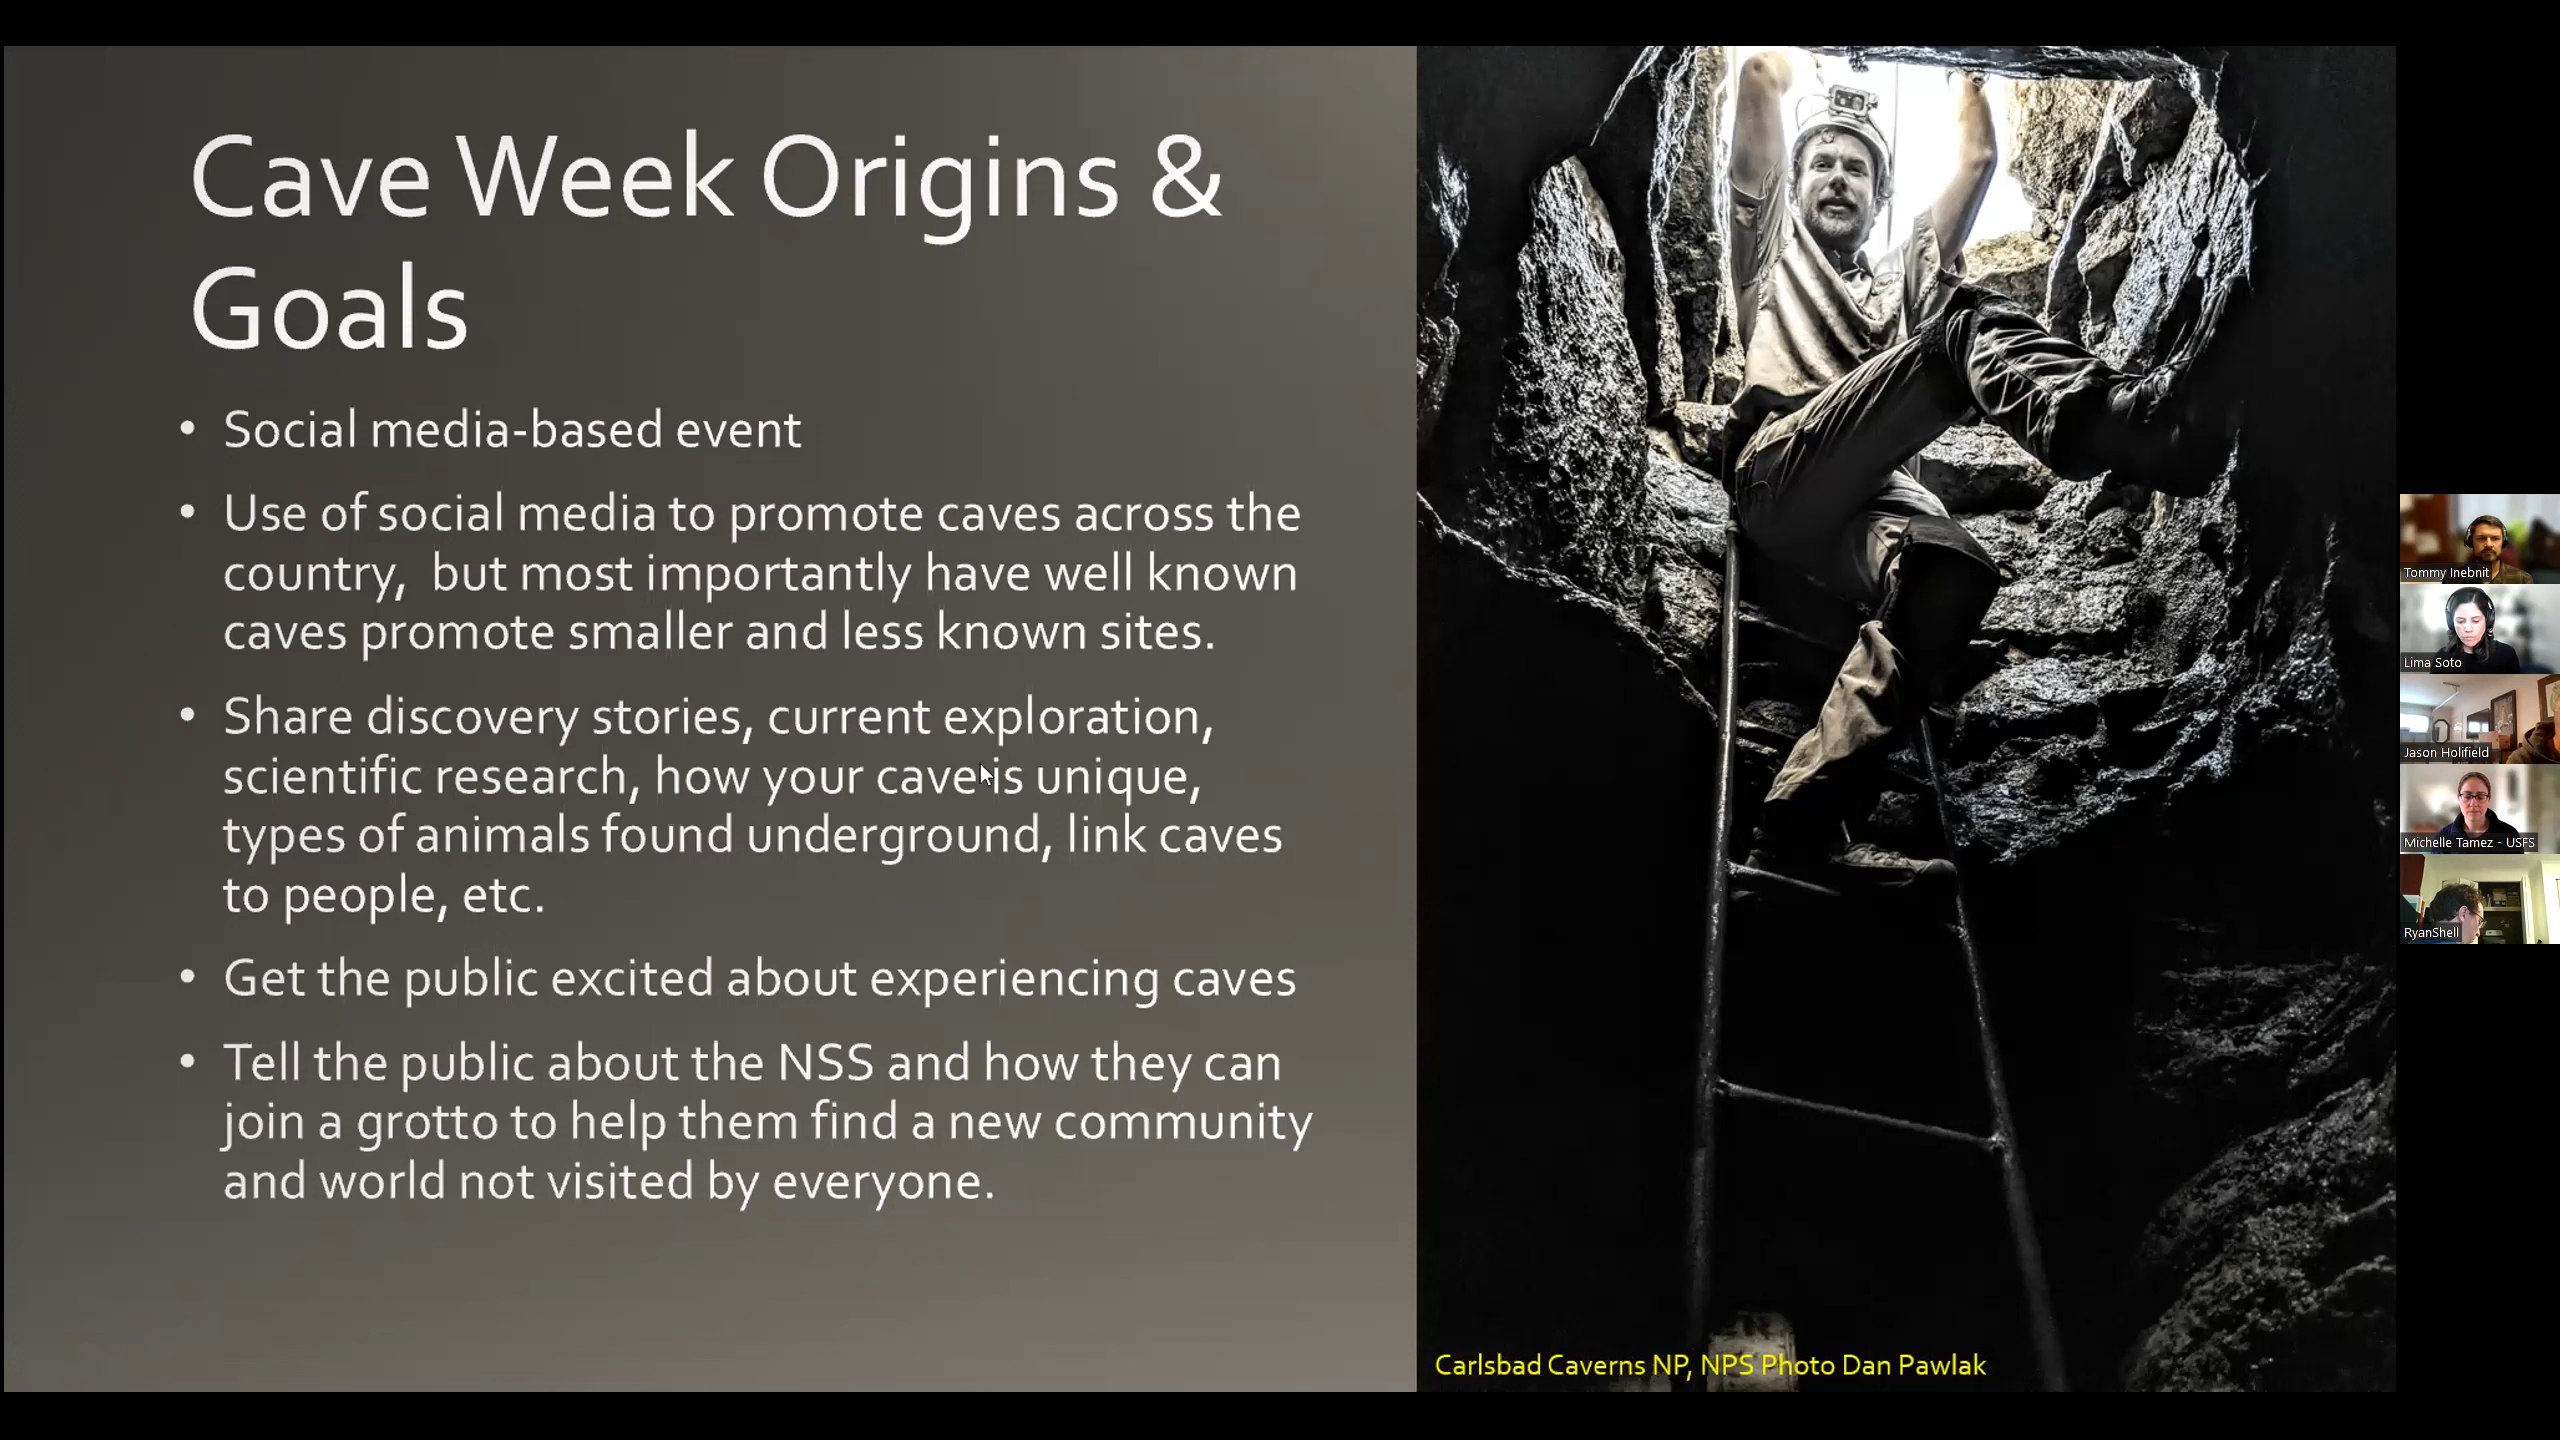 Cave Week Origins &
Goals
• Social media-based event
• Use of social media to promote caves across the
country,  but most importantly have well known
caves promote smaller and less known sites.
• Share discovery stories, current exploration,
scientific research, how your cave is unique,
types of animals found underground, link caves
to people, etc.
• Get the public excited about experiencing caves
• Tell the public about the NSS and how they can
join a grotto to help them find a new community
and world not visited by everyone.
Carlsbad Caverns NP, NPS Photo Dan Pawlak
Tommy Inebnit
Lima Soto
Jason Holifield
Michelle Tamez - USFS
RyanShell